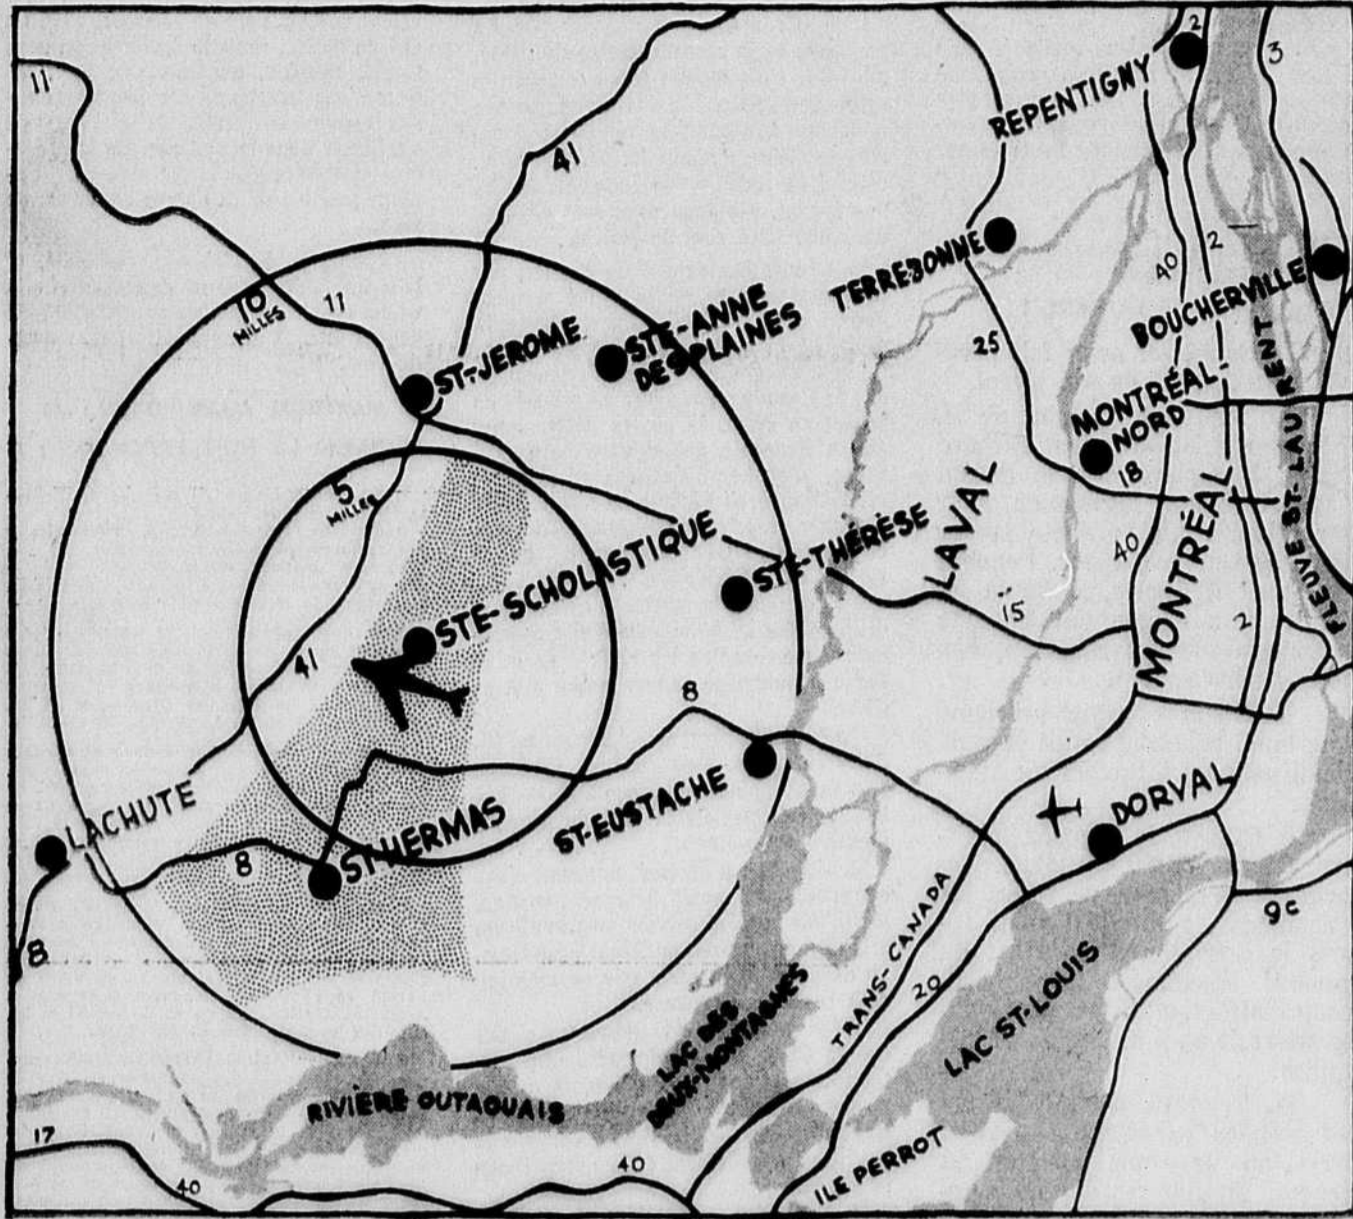 2
3
11
REPENTIGNY
41
TERREBONNE
2
40
BOUCHERVILLE
10
MILLES
11
STE-ANNE
DES PLAINES
ST-JEROME
25
MONTRÉAL-
NORD
18
FLEUVE ST-LAURENT
5
MILLES
STE-SCHOLASTIQUE
STE-THÉRÈSE
LAVAL
40
MONTRÉAL
15
2
41
8
LACHUTE
ST-HERMAS
ST-EUSTACHE
DORVAL
8
8
TRANS-CANADA
20
9c
LAC ST-LOUIS
LAC DES
DEUX-MONTAGNES
RIVIÈRE OUTAOUAIS
17
40
40
ILE PERROT